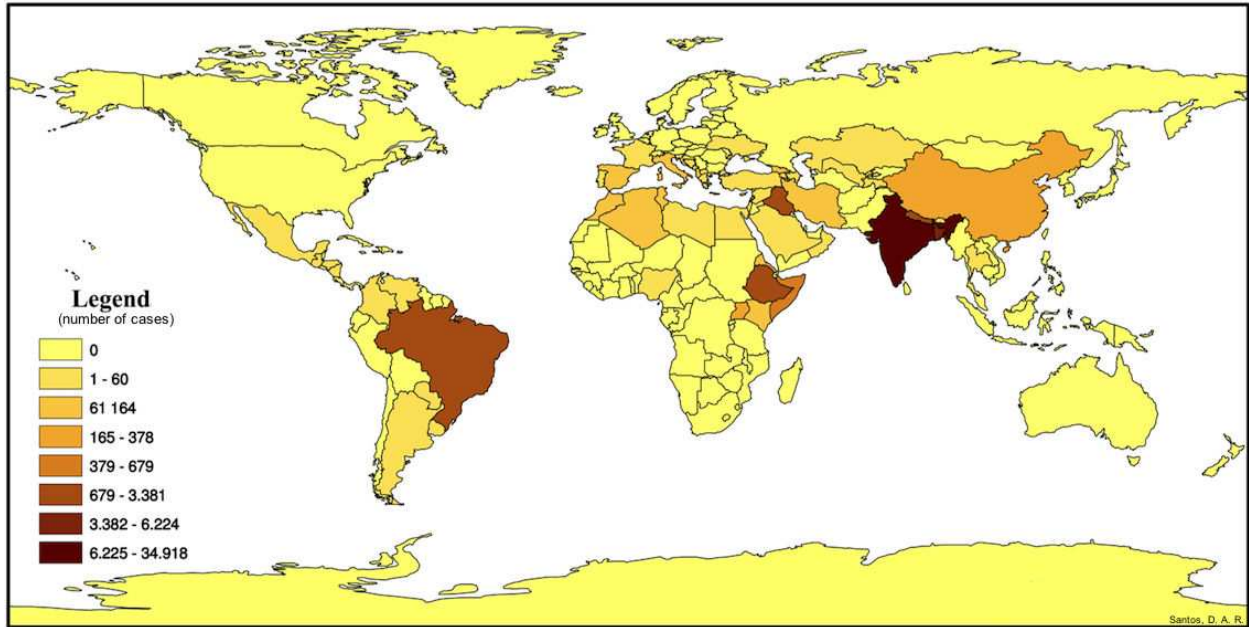 Legend
(number of cases)
0
1 - 60
61 164
165 - 378
379 - 679
679 - 3.381
3.382 - 6.224
6.225 - 34.918
Santos, D. A. R.